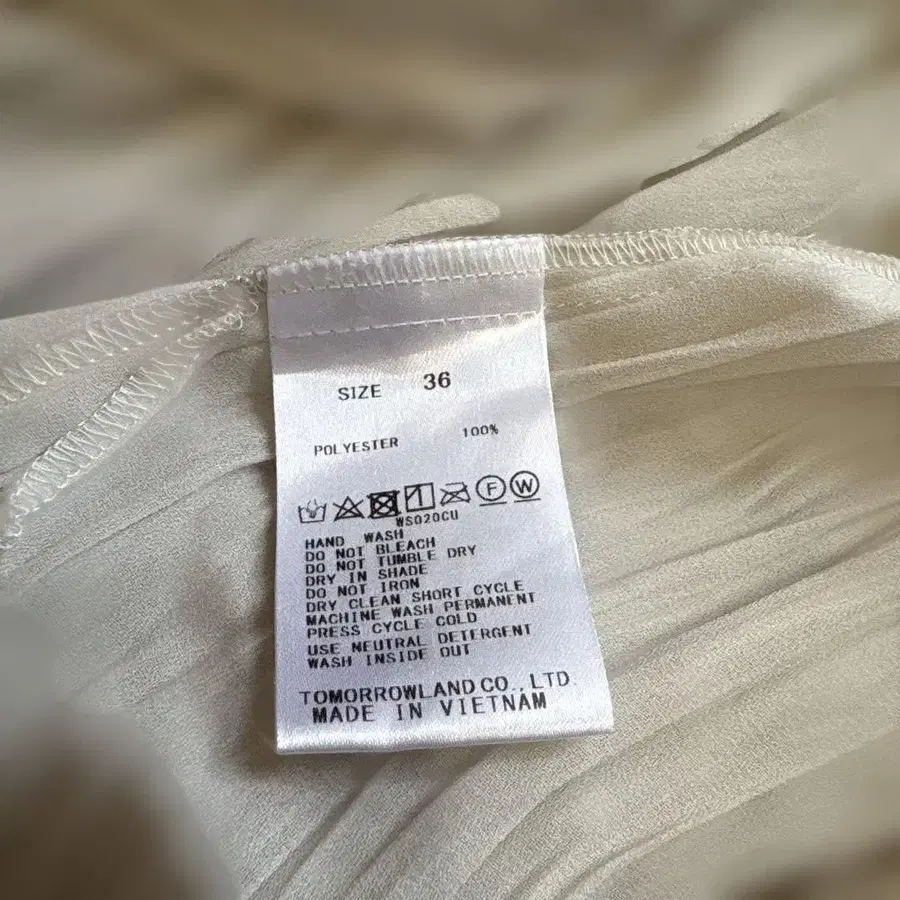 SIZE 36
POLYESTER 100%
F W
WS020CU
HAND WASH
DO NOT BLEACH
DO NOT TUMBLE DRY
DRY IN SHADE
DO NOT IRON
DRY CLEAN SHORT CYCLE
MACHINE WASH PERMANENT
PRESS CYCLE COLD
USE NEUTRAL DETERGENT
WASH INSIDE OUT
TOMORROWLAND CO., LTD.
MADE IN VIETNAM